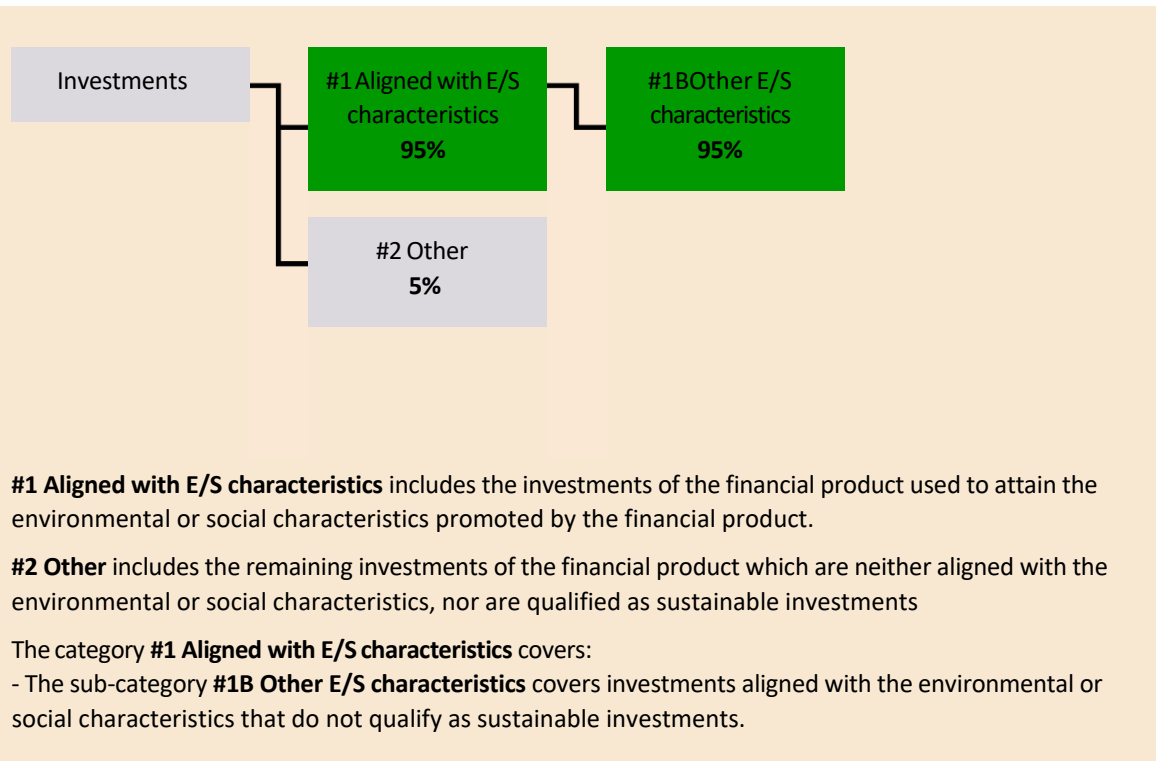 Investments
#1 Aligned with E/S
characteristics
95%
#1B Other E/S
characteristics
95%
#2 Other
5%
#1 Aligned with E/S characteristics includes the investments of the financial product used to attain the
environmental or social characteristics promoted by the financial product.
#2 Other includes the remaining investments of the financial product which are neither aligned with the
environmental or social characteristics, nor are qualified as sustainable investments
The category #1 Aligned with E/S characteristics covers:
- The sub-category #1B Other E/S characteristics covers investments aligned with the environmental or
social characteristics that do not qualify as sustainable investments.